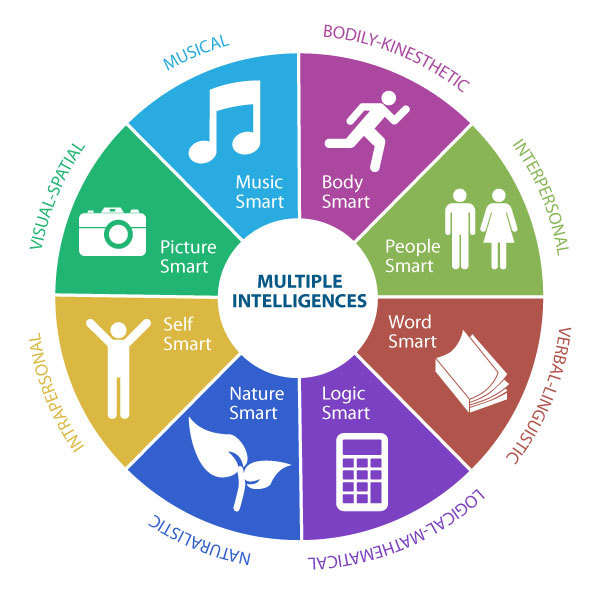 MUSICAL
BODILY-KINESTHETIC
INTERPERSONAL
VERBAL-LINGUISTIC
LOGICAL-MATHEMATICAL
NATURALISTIC
INTRAPERSONAL
VISUAL-SPATIAL
Music
Smart
Body
Smart
People
Smart
Word
Smart
Logic
Smart
Nature
Smart
Self
Smart
Picture
Smart
MULTIPLE
INTELLIGENCES